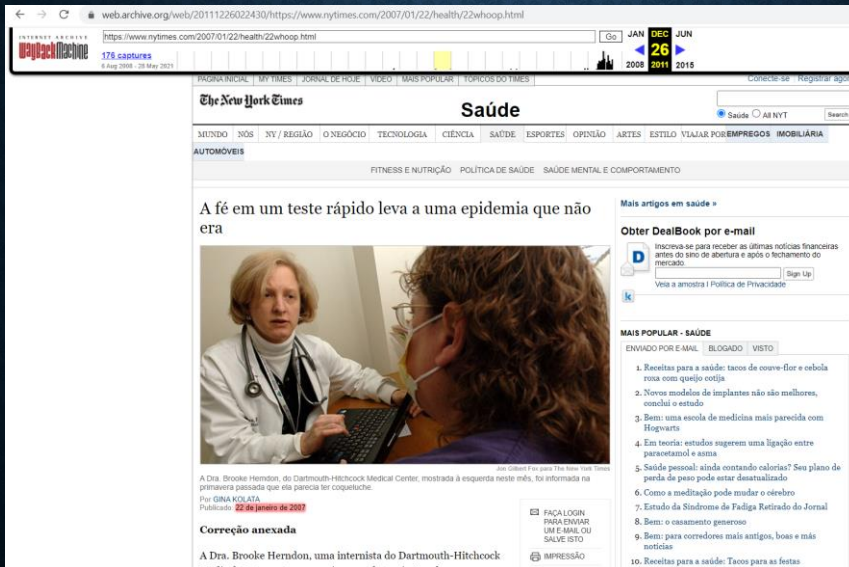 web.archive.org/web/20111226022430/https://www.nytimes.com/2007/01/22/health/22whoop.html
INTERNET ARCHIVE
WayBackMachine
https://www.nytimes.com/2007/01/22/health/22whoop.html
Go
JAN DEC JUN
26
2008 2011 2015
176 captures
6 Aug 2008 - 28 May 2021
PÁGINA INICIAL MY TIMES JORNAL DE HOJE VÍDEO MAIS POPULAR TÓPICOS DO TIMES
Conecte-se Registrar agor
The New York Times
Saúde
Saúde All NYT Search
MUNDO NÓS NY / REGIÃO O NEGÓCIO TECNOLOGIA CIÊNCIA SAÚDE ESPORTES OPINIÃO ARTES ESTILO VIAJAR POR EMPREGOS IMOBILIÁRIA
AUTOMÓVEIS
FITNESS E NUTRIÇÃO POLÍTICA DE SAÚDE SAÚDE MENTAL E COMPORTAMENTO
A fé em um teste rápido leva a uma epidemia que não
era
Jon Gilbert Fox para The New York Times
A Dra. Brooke Herndon, do Dartmouth-Hitchcock Medical Center, mostrada à esquerda neste mês, foi informada na
primavera passada que ela parecia ter coqueluche.
Por GINA KOLATA
Publicado: 22 de janeiro de 2007
Correção anexada
A Dra. Brooke Herndon, uma internista do Dartmouth-Hitchcock
FAÇA LOGIN
PARA ENVIAR
UM E-MAIL OU
SALVE ISTO
IMPRESSÃO
Mais artigos em saúde »
Obter DealBook por e-mail
Inscreva-se para receber as últimas notícias financeiras
antes do sino de abertura e após o fechamento do
mercado.
Sign Up
Veja a amostra | Política de Privacidade
MAIS POPULAR - SAÚDE
ENVIADO POR E-MAIL BLOGADO VISTO
1. Receitas para a saúde: tacos de couve-flor e cebola
roxa com queijo cotija
2. Novos modelos de implantes não são melhores,
conclui o estudo
3. Bem: uma escola de medicina mais parecida com
Hogwarts
4. Em teoria: estudos sugerem uma ligação entre
paracetamol e asma
5. Saúde pessoal: ainda contando calorias? Seu plano de
perda de peso pode estar desatualizado
6. Como a meditação pode mudar o cérebro
7. Estudo da Síndrome de Fadiga Retirado do Jornal
8. Bem: o casamento generoso
9. Bem: para corredores mais antigos, boas e más
notícias
10. Receitas para a saúde: Tacos para as festas